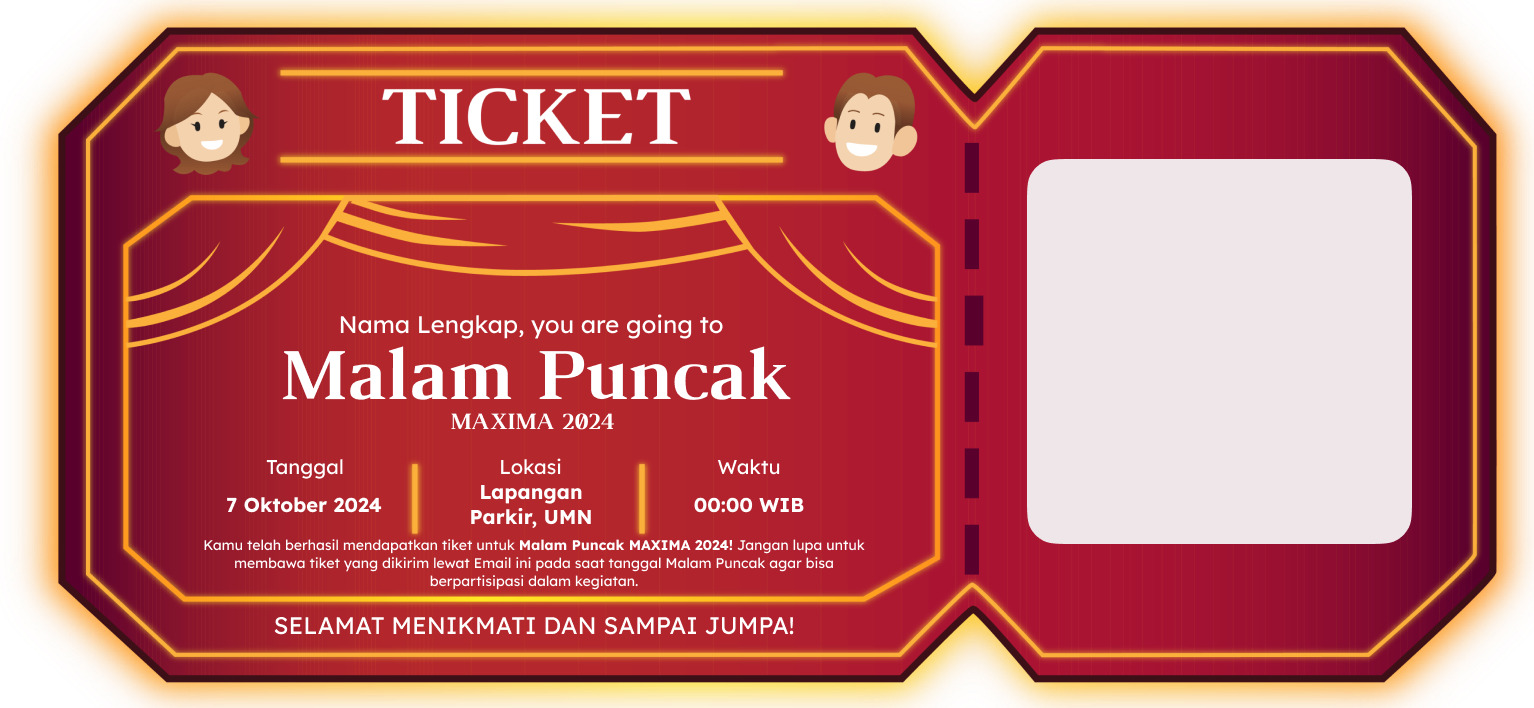 TICKET
Nama Lengkap, you are going to
Malam Puncak
MAXIMA 2024
Tanggal
7 Oktober 2024
Lokasi
Lapangan
Parkir, UMN
Waktu
00:00 WIB
Kamu telah berhasil mendapatkan tiket untuk Malam Puncak MAXIMA 2024! Jangan lupa untuk
membawa tiket yang dikirim lewat Email ini pada saat tanggal Malam Puncak agar bisa
berpartisipasi dalam kegiatan.
SELAMAT MENIKMATI DAN SAMPAI JUMPA!